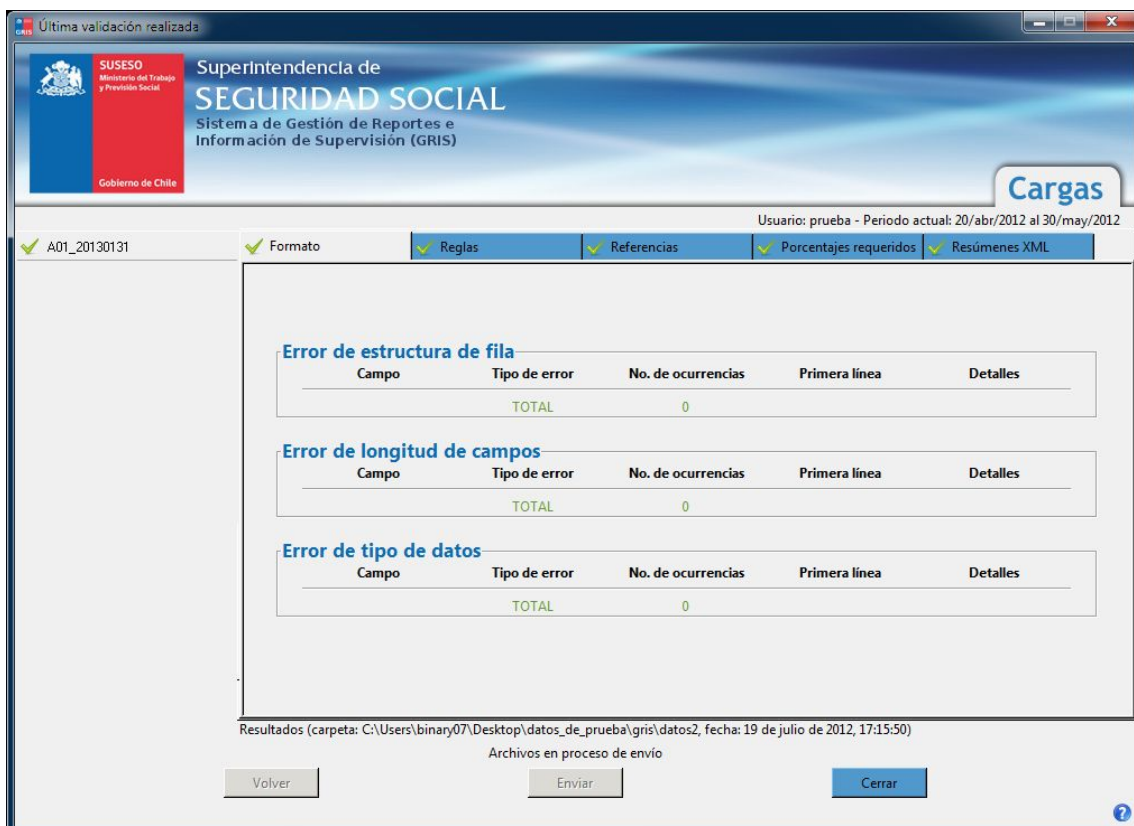 GRIS Última validación realizada
SUSESO
Ministerio del Trabajo
y Previsión Social
Gobierno de Chile
Superintendencia de
SEGURIDAD SOCIAL
Sistema de Gestión de Reportes e
Información de Supervisión (GRIS)
Cargas
Usuario: prueba - Periodo actual: 20/abr/2012 al 30/may/2012
A01_20130131
Formato Reglas Referencias Porcentajes requeridos Resúmenes XML
Error de estructura de fila
Campo Tipo de error No. de ocurrencias Primera línea Detalles
TOTAL 0
Error de longitud de campos
Campo Tipo de error No. de ocurrencias Primera línea Detalles
TOTAL 0
Error de tipo de datos
Campo Tipo de error No. de ocurrencias Primera línea Detalles
TOTAL 0
Resultados (carpeta: C:\Users\binary07\Desktop\datos_de_prueba\gris\datos2, fecha: 19 de julio de 2012, 17:15:50)
Archivos en proceso de envío
Volver Enviar Cerrar
?